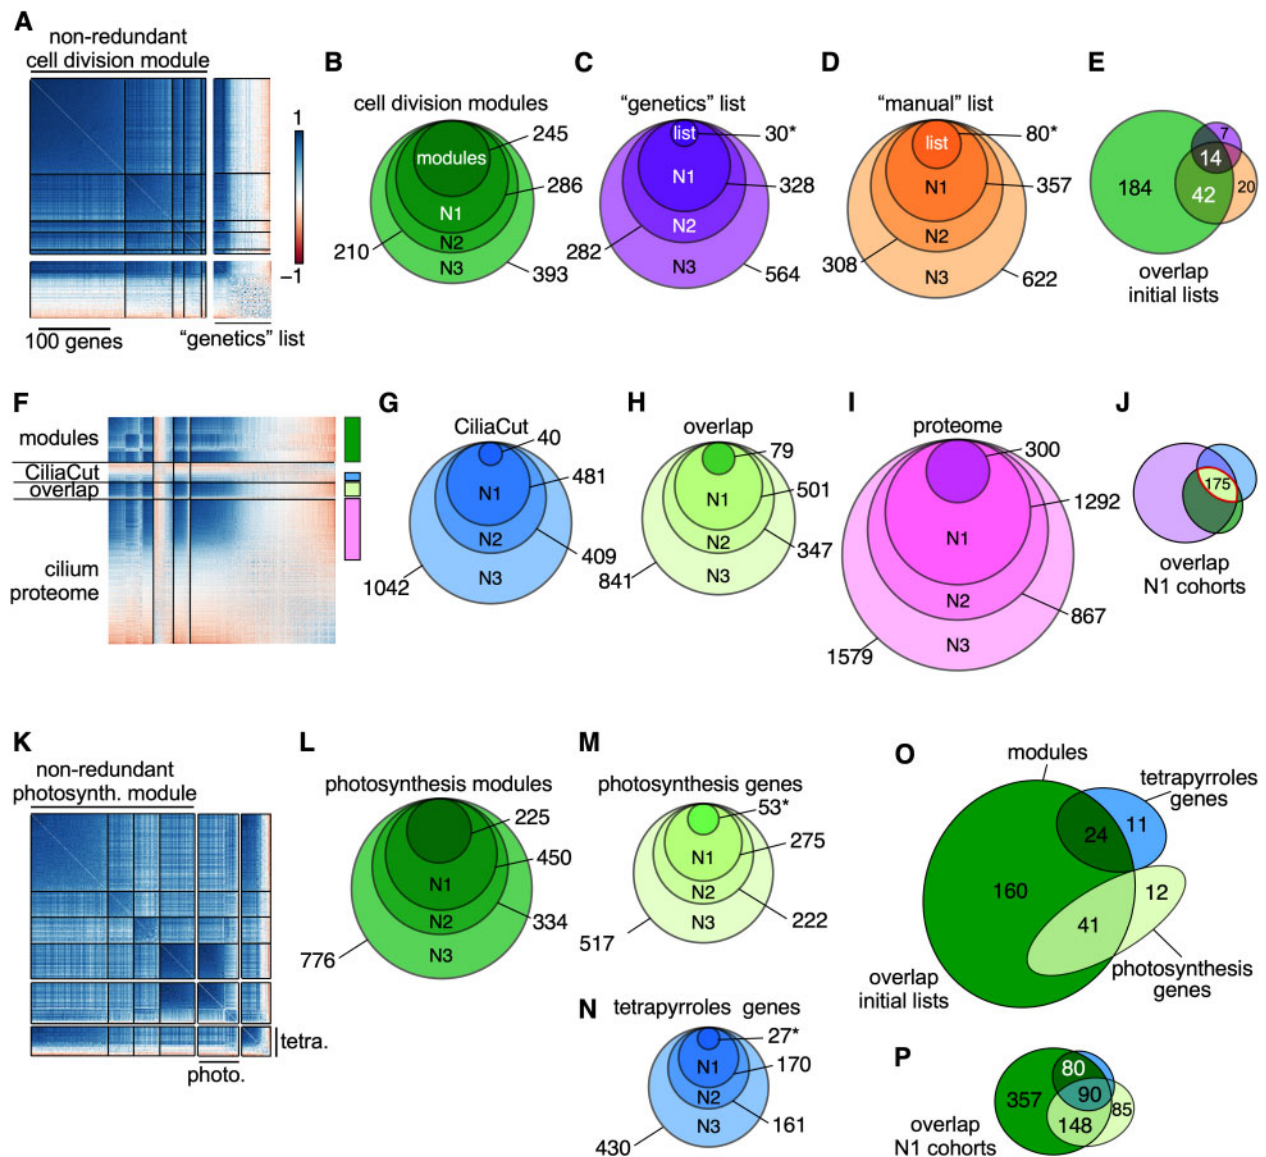 A
non-redundant
cell division module
1
−1
100 genes
“genetics” list
B
cell division modules
modules
245
286
N1
N2
210
N3
393
C
“genetics” list
list
30*
N1
328
N2
282
N3
564
D
“manual” list
list
80*
N1
357
N2
308
N3
622
E
7
14
184
42
20
overlap
initial lists
F
modules
CiliaCut
overlap
cilium
proteome
G
CiliaCut
40
N1
481
N2
409
N3
1042
H
overlap
79
N1
501
N2
347
N3
841
I
proteome
300
1292
N1
N2
867
N3
1579
J
175
overlap
N1 cohorts
K
non-redundant
photosynth. module
tetra.
photo.
L
photosynthesis modules
225
450
N1
N2
334
N3
776
M
photosynthesis genes
53*
N1
275
N2
222
N3
517
N
tetrapyrroles genes
27*
N1
170
N2
161
N3
430
O
modules
tetrapyrroles
genes
24
11
160
12
41
overlap
initial lists
photosynthesis
genes
P
80
357
90
85
148
overlap
N1 cohorts